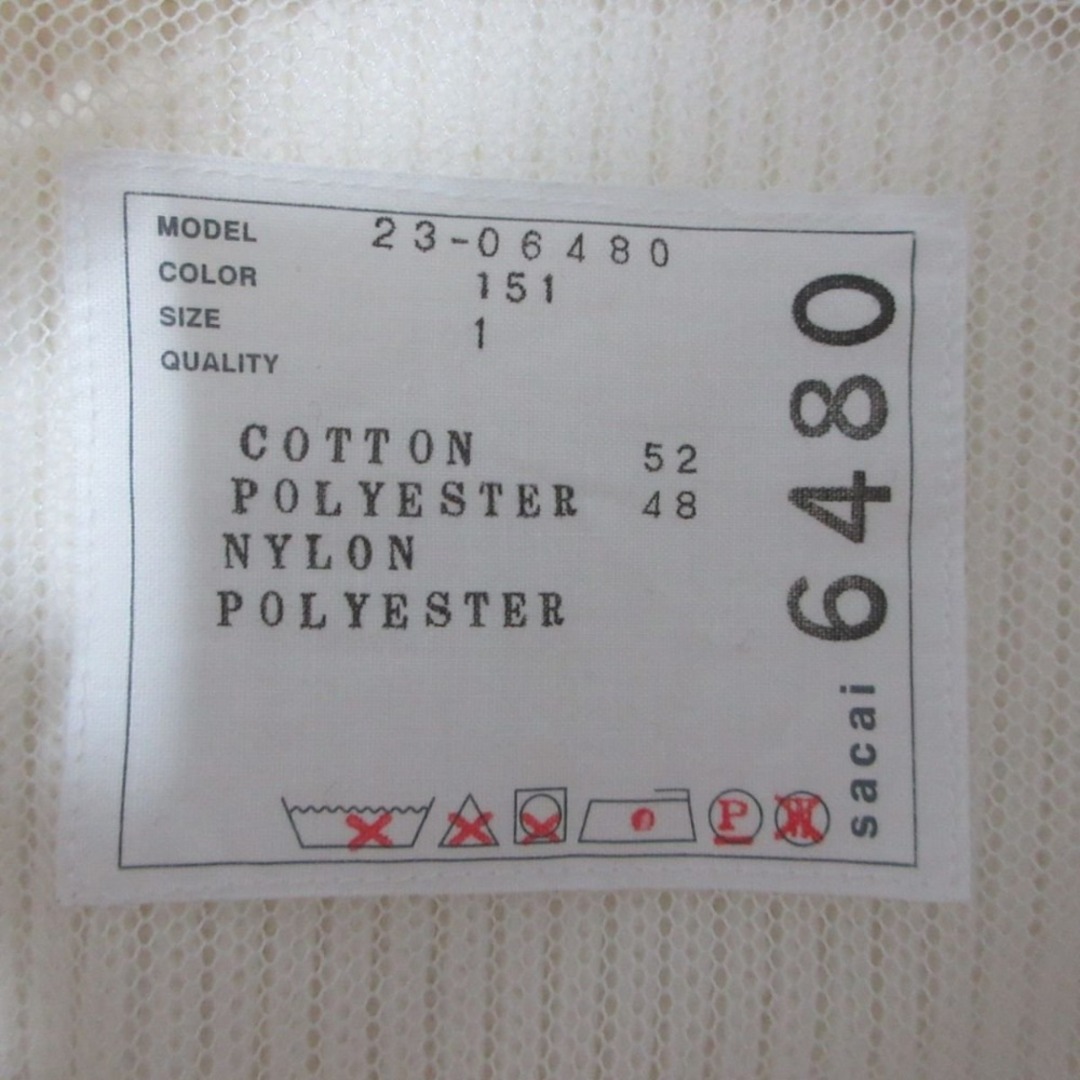 MODEL 23-06480
COLOR 151
SIZE 1
QUALITY
COTTON 52
POLYESTER 48
NYLON
POLYESTER
P
W
sacai 6480